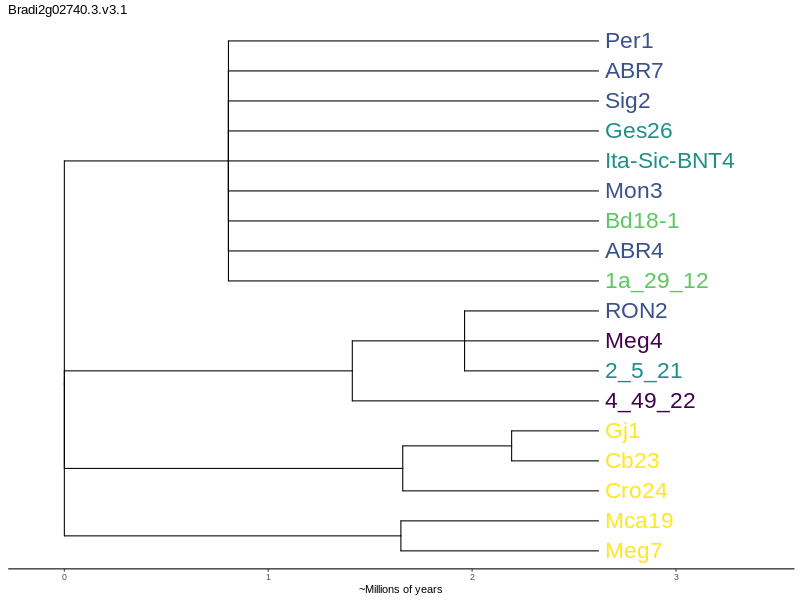 Bradi2g02740.3.v3.1
Per1
ABR7
Sig2
Ges26
Ita-Sic-BNT4
Mon3
Bd18-1
ABR4
1a_29_12
RON2
Meg4
2_5_21
4_49_22
Gj1
Cb23
Cro24
Mca19
Meg7
0 1 2 3
~Millions of years